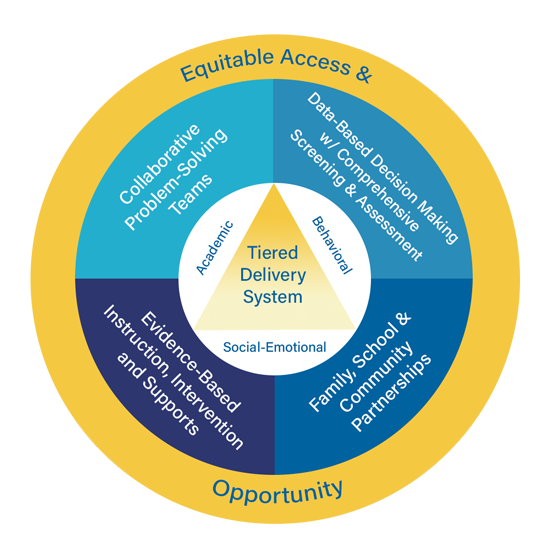 Equitable Access &
Collaborative
Problem-Solving
Teams
Data-Based Decision Making
w/ Comprehensive
Screening & Assessment
Academic
Behavioral
Tiered
Delivery
System
Social-Emotional
Evidence-Based
Instruction, Intervention
and Supports
Family, School &
Community
Partnerships
Opportunity